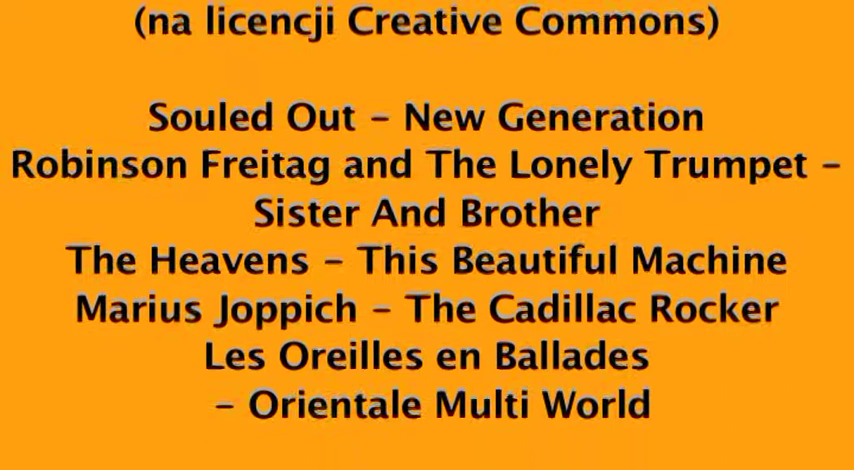 (na licencji Creative Commons)
Souled Out – New Generation
Robinson Freitag and The Lonely Trumpet –
Sister And Brother
The Heavens – This Beautiful Machine
Marius Joppich – The Cadillac Rocker
Les Oreilles en Ballades
– Orientale Multi World